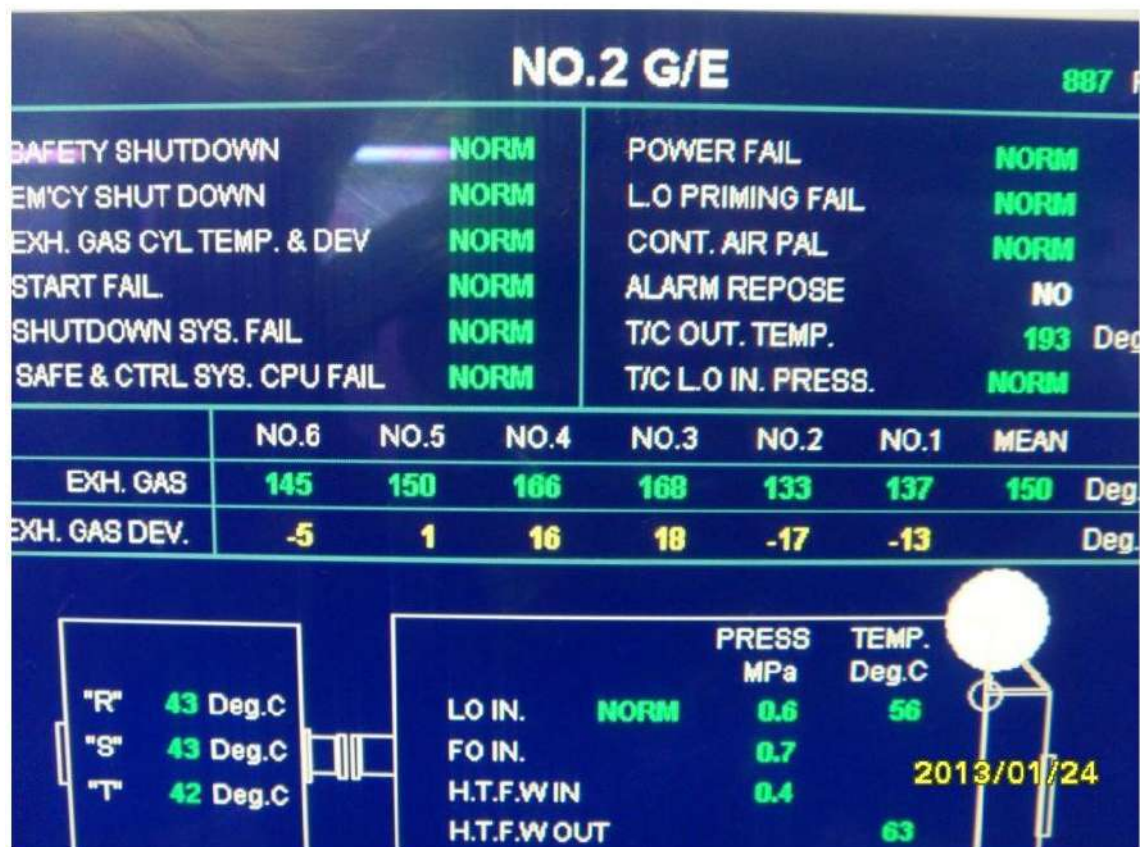 NO.2 G/E 887
SAFETY SHUTDOWN NORM POWER FAIL NORM
EM'CY SHUT DOWN NORM L.O PRIMING FAIL NORM
EXH. GAS CYL TEMP. & DEV NORM CONT. AIR PAL NORM
START FAIL. NORM ALARM REPOSE NO
SHUTDOWN SYS. FAIL NORM T/C OUT. TEMP. 193 Deg
SAFE & CTRL SYS. CPU FAIL NORM T/C L.O IN. PRESS. NORM
NO.6 NO.5 NO.4 NO.3 NO.2 NO.1 MEAN
EXH. GAS 145 150 166 168 133 137 150 Deg.
EXH. GAS DEV. -5 1 16 18 -17 -13 Deg.
PRESS TEMP.
MPa Deg.C
"R" 43 Deg.C LO IN. NORM 0.6 56
"S" 43 Deg.C FO IN. 0.7
"T" 42 Deg.C H.T.F.W IN 0.4
H.T.F.W OUT 63
2013/01/24